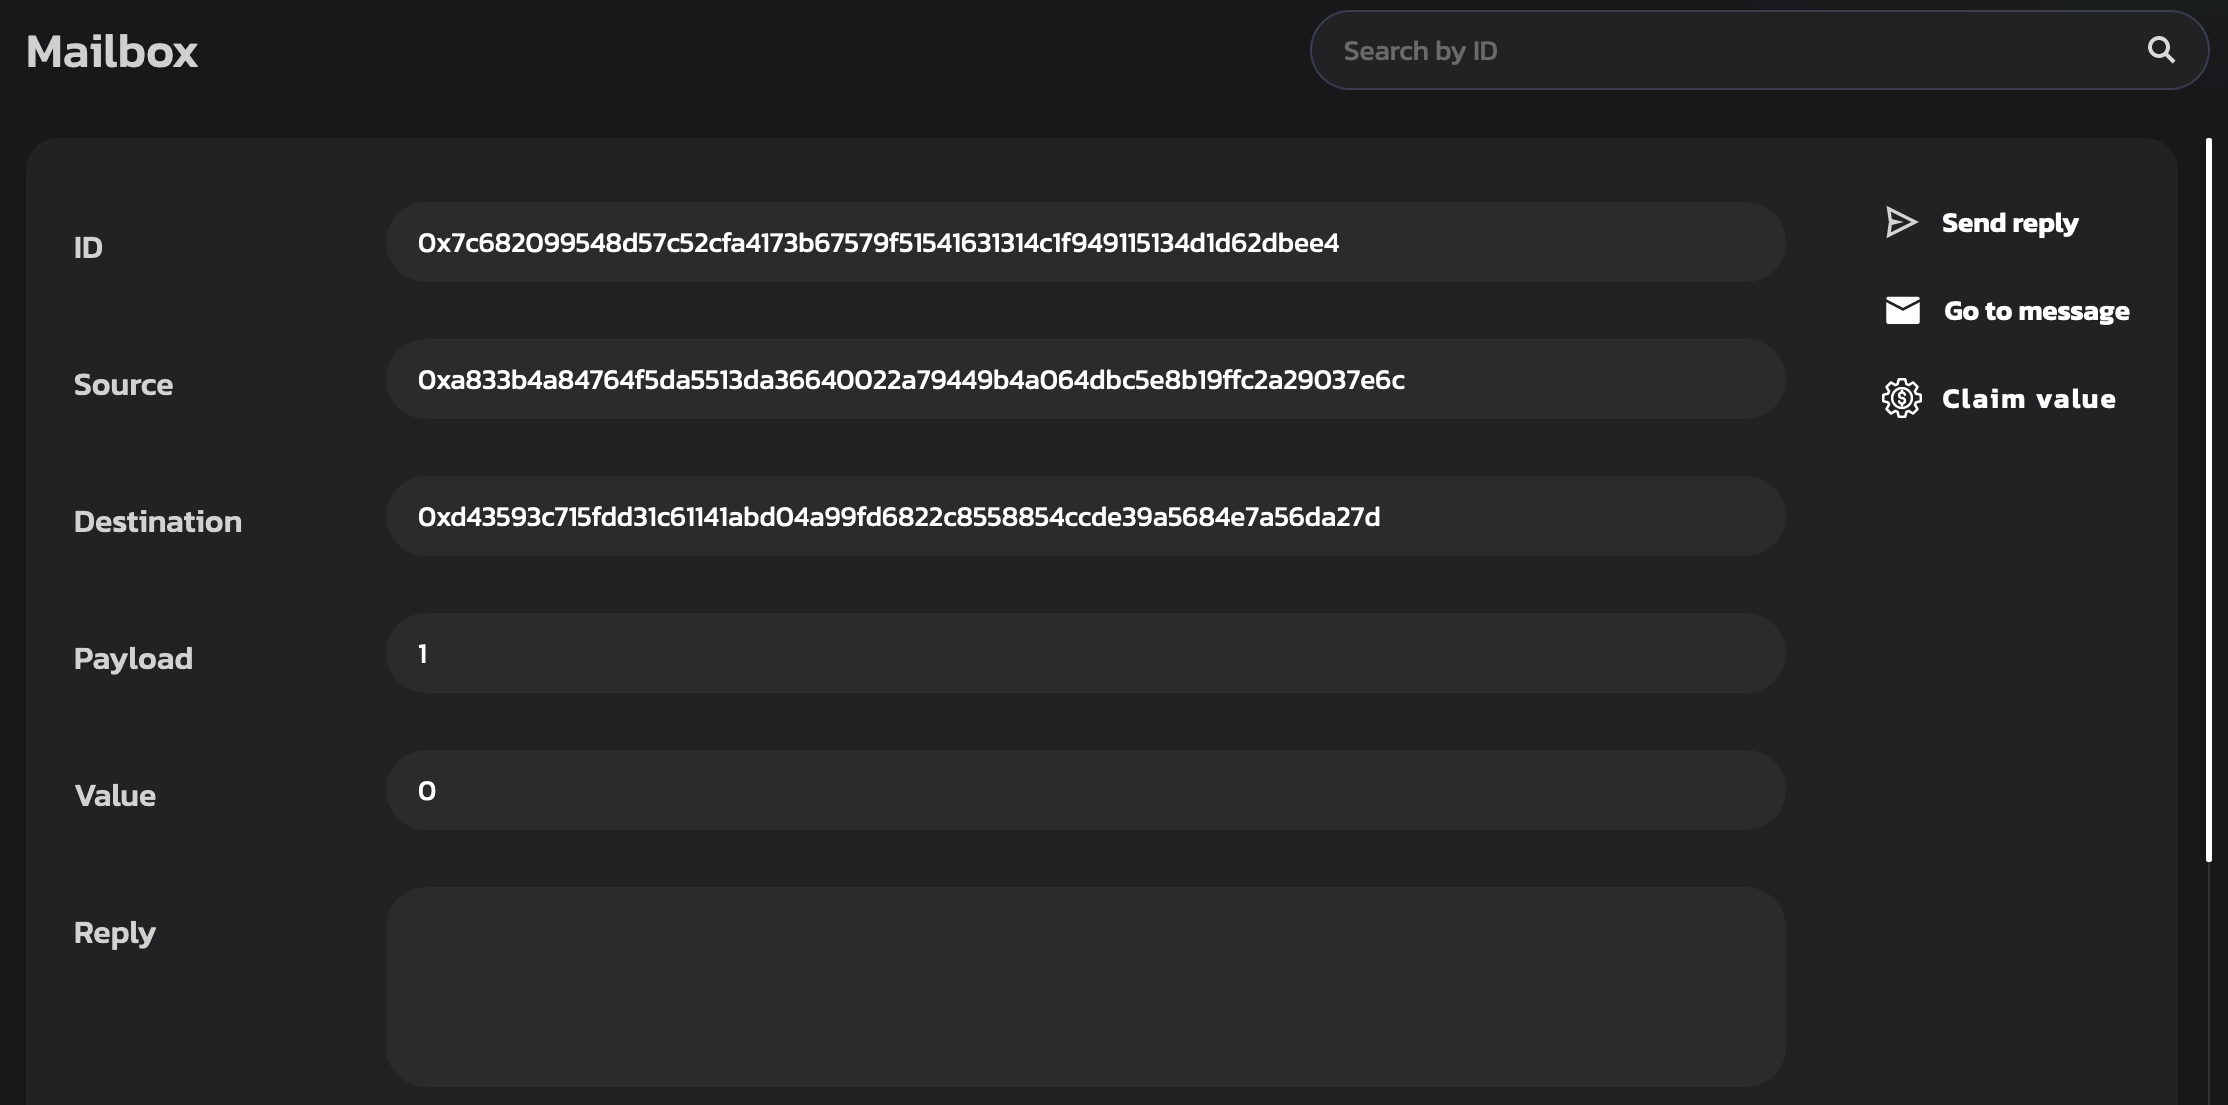 Mailbox
Search by ID
ID
0x7c682099548d57c52cfa4173b67579f51541631314c1f949115134d1d62dbee4
Send reply
Go to message
Source
0xa833b4a84764f5da5513da36640022a79449b4a064dbc5e8b19ffc2a29037e6c
Claim value
Destination
0xd43593c715fdd31c61141abd04a99fd6822c8558854ccde39a5684e7a56da27d
Payload
1
Value
0
Reply